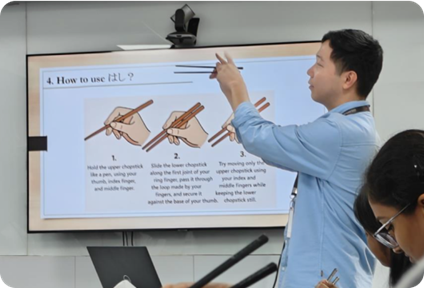 4. How to use はし?
1.
Hold the upper chopstick
like a pen, using your
thumb, index finger,
and middle finger.
2.
Slide the lower chopstick
along the first joint of your
ring finger, pass it through
the loop made by your
fingers, and secure it
against the base of your thumb.
3.
Try moving only the
upper chopstick using
your index and
middle fingers while
keeping the lower
chopstick still.